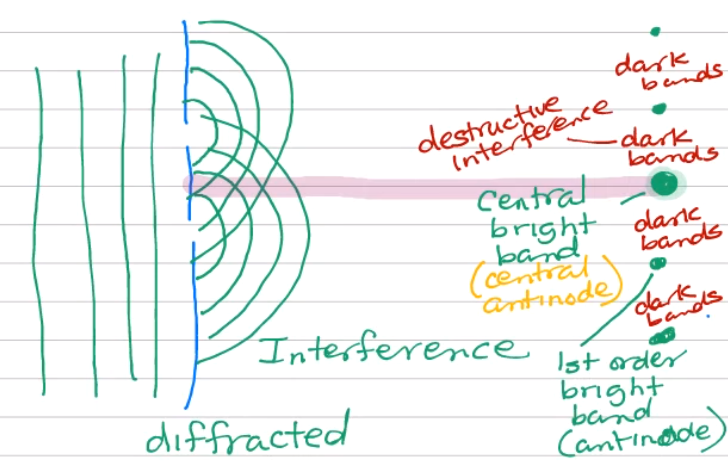 dark
bands
destructive
interference
dark
bands
Central
bright
band
(central
antinode)
dark
bands
dark
bands
Interference
1st order
bright
band
(antinode)
diffracted